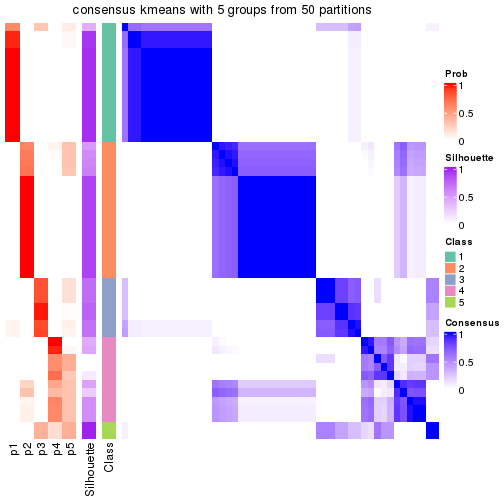 consensus kmeans with 5 groups from 50 partitions
Prob
1
0.5
0
Silhouette
1
0.5
0
Class
1
2
3
4
5
Consensus
1
0.5
0
p1
p2
p3
p4
p5
Silhouette
Class